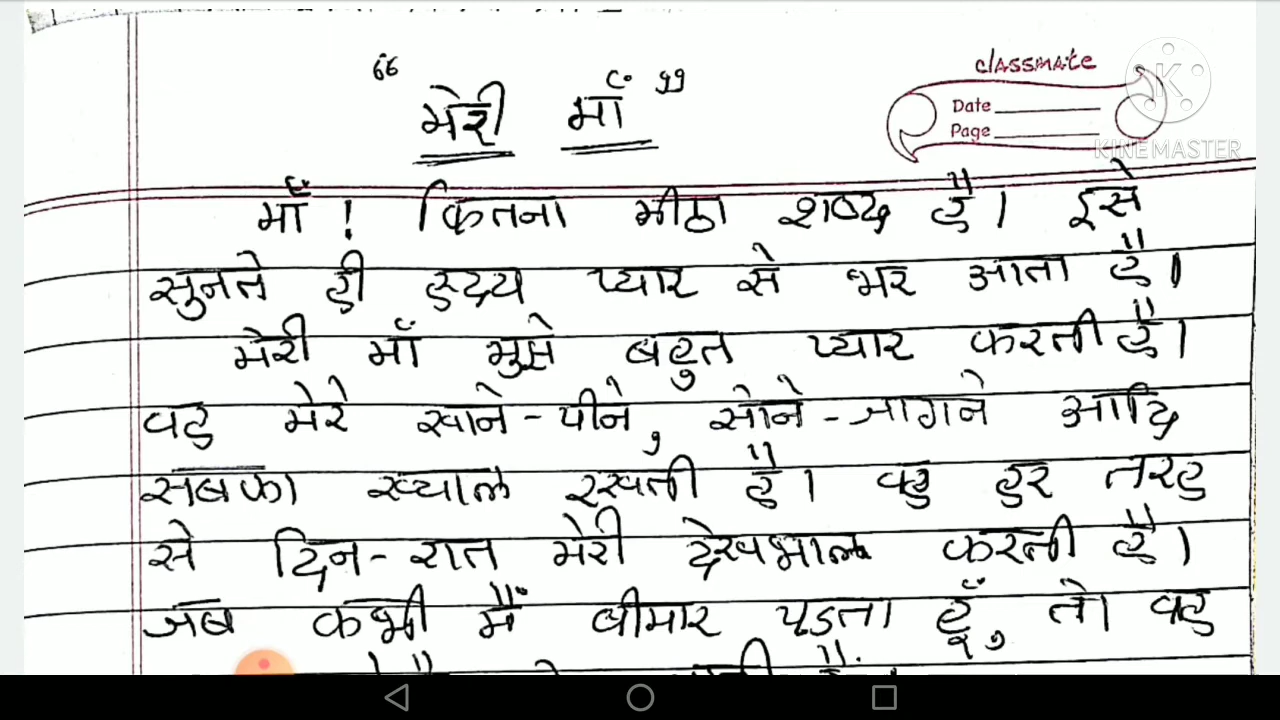 "मेरी माँ"
classmate
Date
Page
KINEMASTER
माँ! कितना मीठा शब्द है। इसे
सुनते ही हृदय प्यार से भर आता है।
मेरी माँ मुझे बहुत प्यार करती है।
वह मेरे खाने-पीने, सोने-जागने आदि
सबका ख्याल रखती है। वह हर तरह
से दिन-रात मेरी देखभाल करती है।
जब कभी मैं बीमार पड़ता हूँ, तो वह